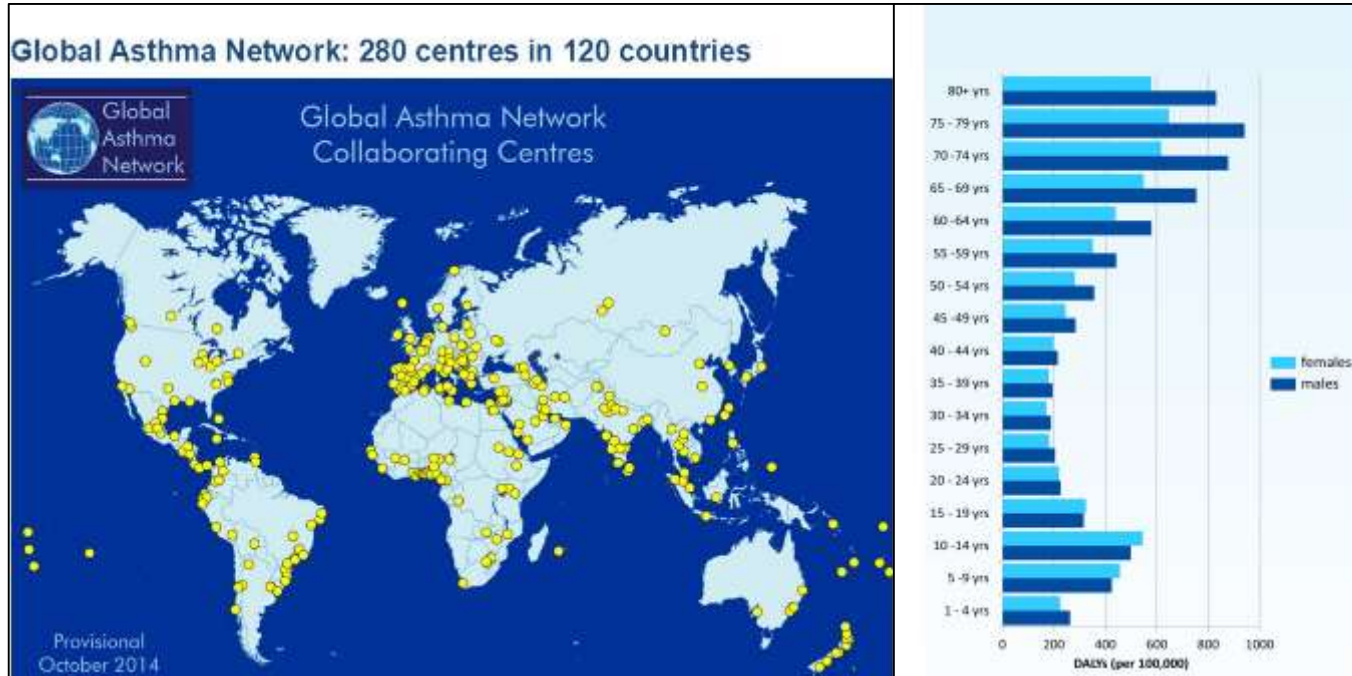 Global Asthma Network: 280 centres in 120 countries
Global
Asthma
Network
Global Asthma Network
Collaborating Centres
Provisional
October 2014
80+ yrs
75 - 79 yrs
70 -74 yrs
65 - 69 yrs
60 -64 yrs
55 -59 yrs
50 - 54 yrs
45 -49 yrs
40 - 44 yrs
35 - 39 yrs
30 - 34 yrs
25 - 29 yrs
20 - 24 yrs
15 - 19 yrs
10 -14 yrs
5 -9 yrs
1 - 4 yrs
0 200 400 600 800 1000
DALYs (per 100,000)
females
males